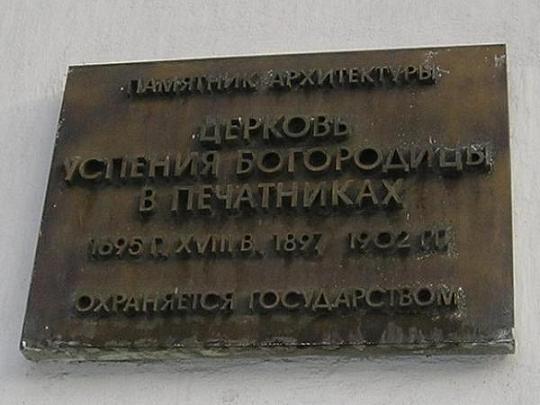 ПАМЯТНИК АРХИТЕКТУРЫ
ЦЕРКОВЬ
УСПЕНИЯ БОГОРОДИЦЫ
В ПЕЧАТНИКАХ
1695 Г., XVIII В., 1897, 1902 ГГ.
ОХРАНЯЕТСЯ ГОСУДАРСТВОМ